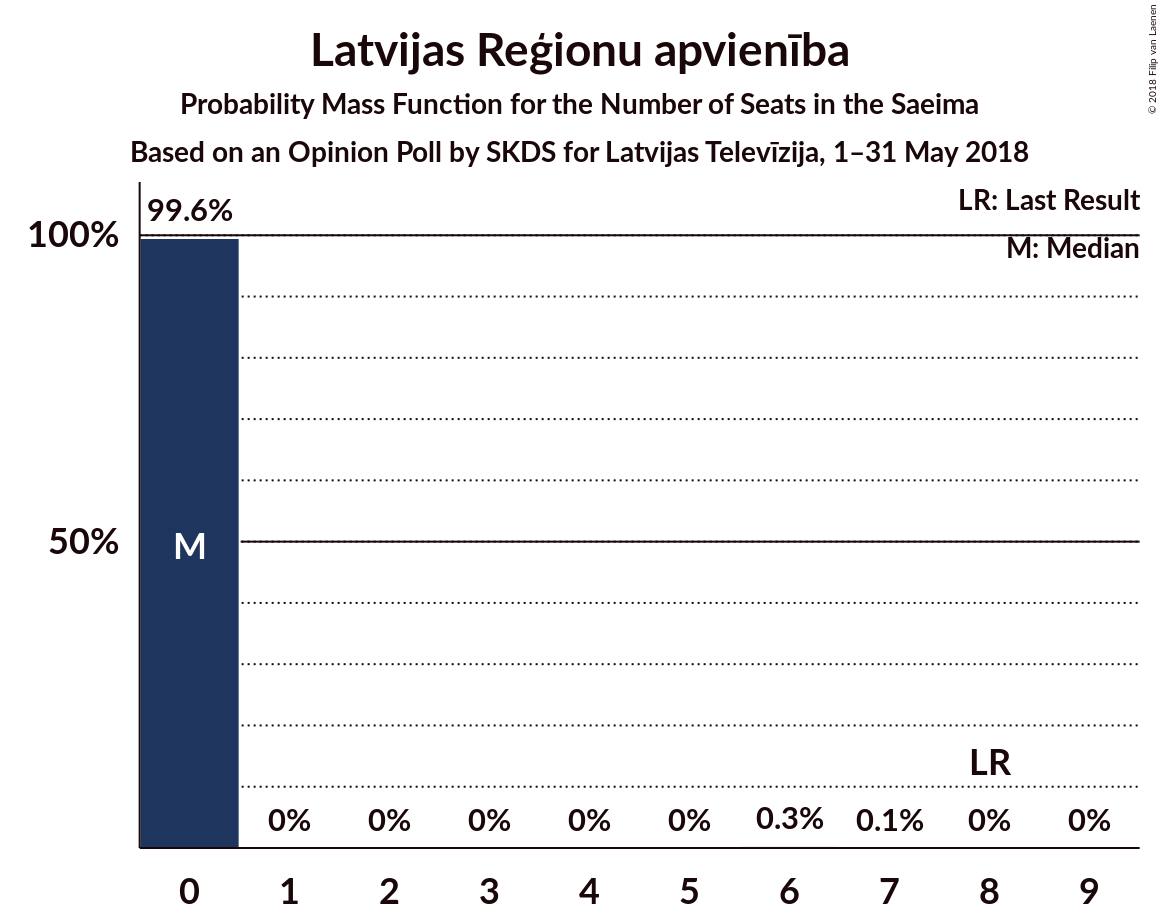 Latvijas Reģionu apvienība
Probability Mass Function for the Number of Seats in the Saeima
Based on an Opinion Poll by SKDS for Latvijas Televīzija, 1–31 May 2018
© 2018 Filip van Laenen
LR: Last Result
M: Median
99.6%
100%
50%
M
LR
0% 0% 0% 0% 0% 0.3% 0.1% 0% 0%
0 1 2 3 4 5 6 7 8 9